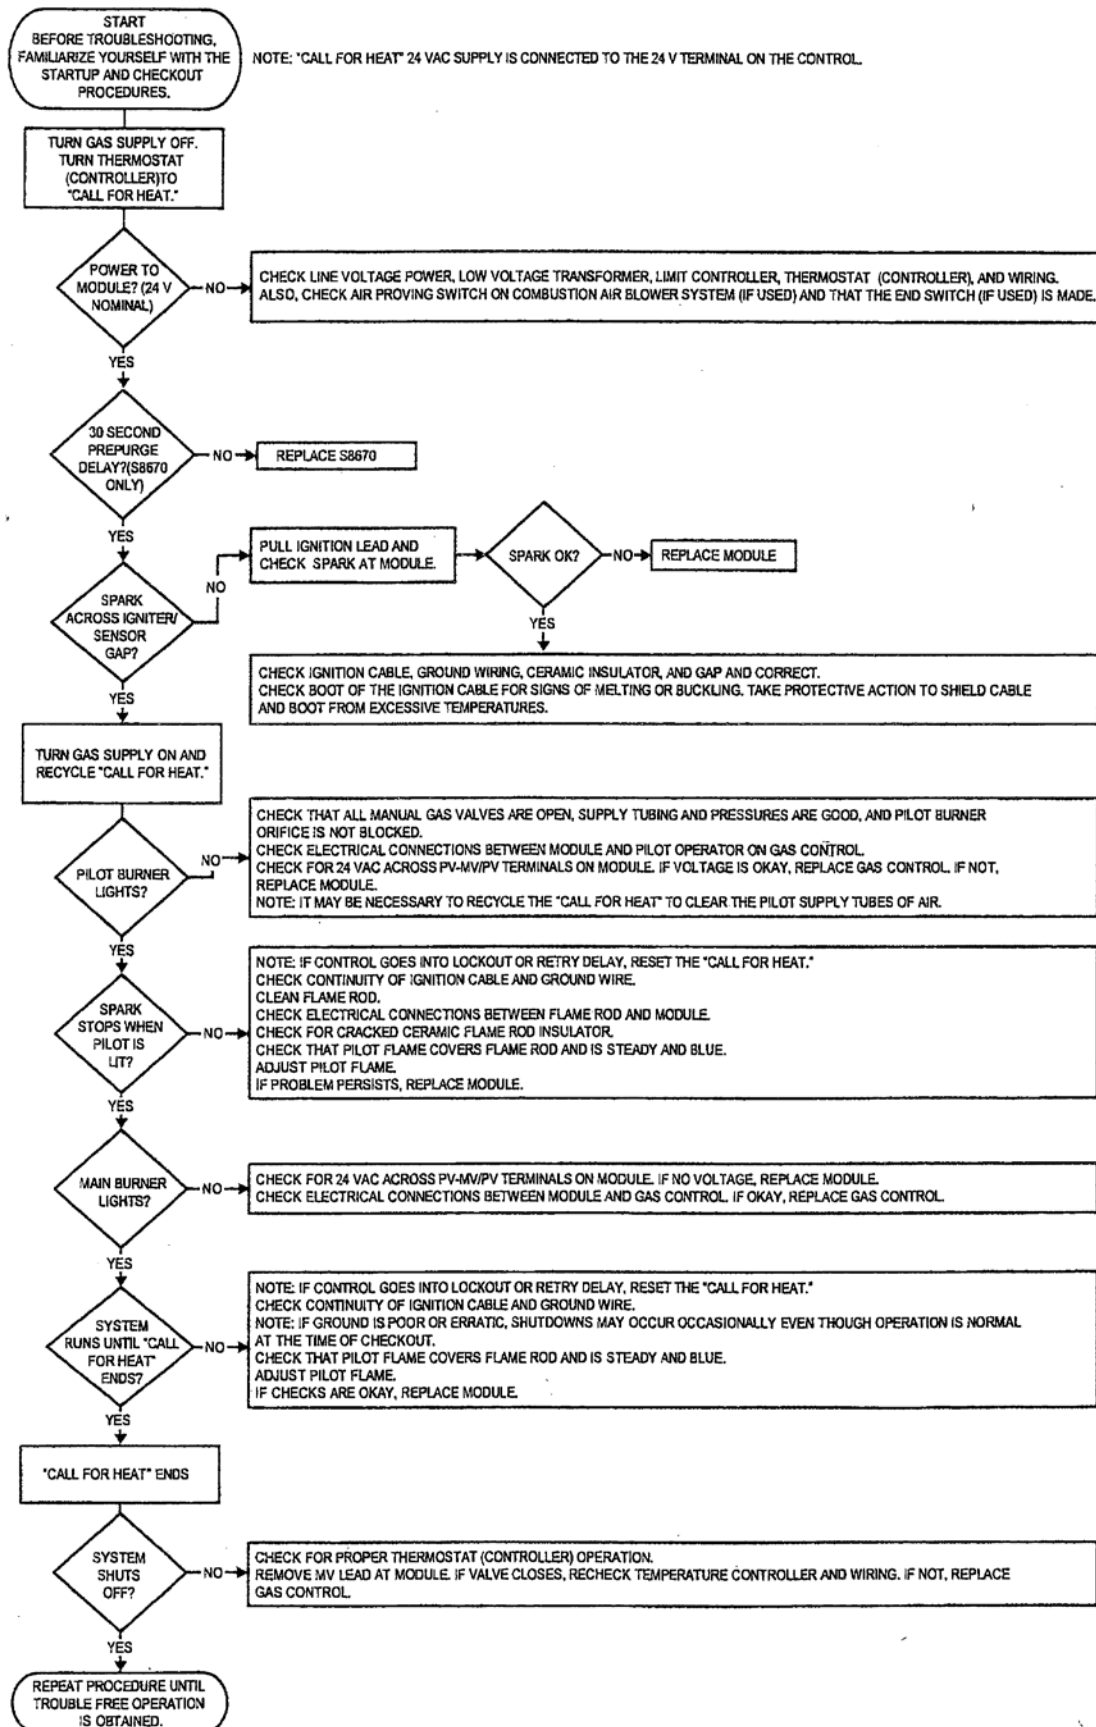 START
BEFORE TROUBLESHOOTING,
FAMILIARIZE YOURSELF WITH THE
STARTUP AND CHECKOUT
PROCEDURES.
NOTE: "CALL FOR HEAT" 24 VAC SUPPLY IS CONNECTED TO THE 24 V TERMINAL ON THE CONTROL.
TURN GAS SUPPLY OFF.
TURN THERMOSTAT
(CONTROLLER)TO
"CALL FOR HEAT."
POWER TO
MODULE? (24 V
NOMINAL)
NO
CHECK LINE VOLTAGE POWER, LOW VOLTAGE TRANSFORMER, LIMIT CONTROLLER, THERMOSTAT (CONTROLLER), AND WIRING.
ALSO, CHECK AIR PROVING SWITCH ON COMBUSTION AIR BLOWER SYSTEM (IF USED) AND THAT THE END SWITCH (IF USED) IS MADE.
YES
30 SECOND
PREPURGE
DELAY?(S8670
ONLY)
NO
REPLACE S8670
YES
SPARK
ACROSS IGNITER/
SENSOR
GAP?
NO
PULL IGNITION LEAD AND
CHECK SPARK AT MODULE.
SPARK OK?
NO
REPLACE MODULE
YES
CHECK IGNITION CABLE, GROUND WIRING, CERAMIC INSULATOR, AND GAP AND CORRECT.
CHECK BOOT OF THE IGNITION CABLE FOR SIGNS OF MELTING OR BUCKLING. TAKE PROTECTIVE ACTION TO SHIELD CABLE
AND BOOT FROM EXCESSIVE TEMPERATURES.
YES
TURN GAS SUPPLY ON AND
RECYCLE "CALL FOR HEAT."
PILOT BURNER
LIGHTS?
NO
CHECK THAT ALL MANUAL GAS VALVES ARE OPEN, SUPPLY TUBING AND PRESSURES ARE GOOD, AND PILOT BURNER
ORIFICE IS NOT BLOCKED.
CHECK ELECTRICAL CONNECTIONS BETWEEN MODULE AND PILOT OPERATOR ON GAS CONTROL.
CHECK FOR 24 VAC ACROSS PV-MV/PV TERMINALS ON MODULE. IF VOLTAGE IS OKAY, REPLACE GAS CONTROL. IF NOT,
REPLACE MODULE.
NOTE: IT MAY BE NECESSARY TO RECYCLE THE "CALL FOR HEAT" TO CLEAR THE PILOT SUPPLY TUBES OF AIR.
YES
SPARK
STOPS WHEN
PILOT IS
LIT?
NO
NOTE: IF CONTROL GOES INTO LOCKOUT OR RETRY DELAY, RESET THE "CALL FOR HEAT."
CHECK CONTINUITY OF IGNITION CABLE AND GROUND WIRE.
CLEAN FLAME ROD.
CHECK ELECTRICAL CONNECTIONS BETWEEN FLAME ROD AND MODULE.
CHECK FOR CRACKED CERAMIC FLAME ROD INSULATOR.
CHECK THAT PILOT FLAME COVERS FLAME ROD AND IS STEADY AND BLUE.
ADJUST PILOT FLAME.
IF PROBLEM PERSISTS, REPLACE MODULE.
YES
MAIN BURNER
LIGHTS?
NO
CHECK FOR 24 VAC ACROSS PV-MV/PV TERMINALS ON MODULE. IF NO VOLTAGE, REPLACE MODULE.
CHECK ELECTRICAL CONNECTIONS BETWEEN MODULE AND GAS CONTROL. IF OKAY, REPLACE GAS CONTROL.
YES
SYSTEM
RUNS UNTIL "CALL
FOR HEAT"
ENDS?
NO
NOTE: IF CONTROL GOES INTO LOCKOUT OR RETRY DELAY, RESET THE "CALL FOR HEAT."
CHECK CONTINUITY OF IGNITION CABLE AND GROUND WIRE.
NOTE: IF GROUND IS POOR OR ERRATIC, SHUTDOWNS MAY OCCUR OCCASIONALLY EVEN THOUGH OPERATION IS NORMAL
AT THE TIME OF CHECKOUT.
CHECK THAT PILOT FLAME COVERS FLAME ROD AND IS STEADY AND BLUE.
ADJUST PILOT FLAME.
IF CHECKS ARE OKAY, REPLACE MODULE.
YES
"CALL FOR HEAT" ENDS
SYSTEM
SHUTS
OFF?
NO
CHECK FOR PROPER THERMOSTAT (CONTROLLER) OPERATION.
REMOVE MV LEAD AT MODULE. IF VALVE CLOSES, RECHECK TEMPERATURE CONTROLLER AND WIRING. IF NOT, REPLACE
GAS CONTROL.
YES
REPEAT PROCEDURE UNTIL
TROUBLE FREE OPERATION
IS OBTAINED.